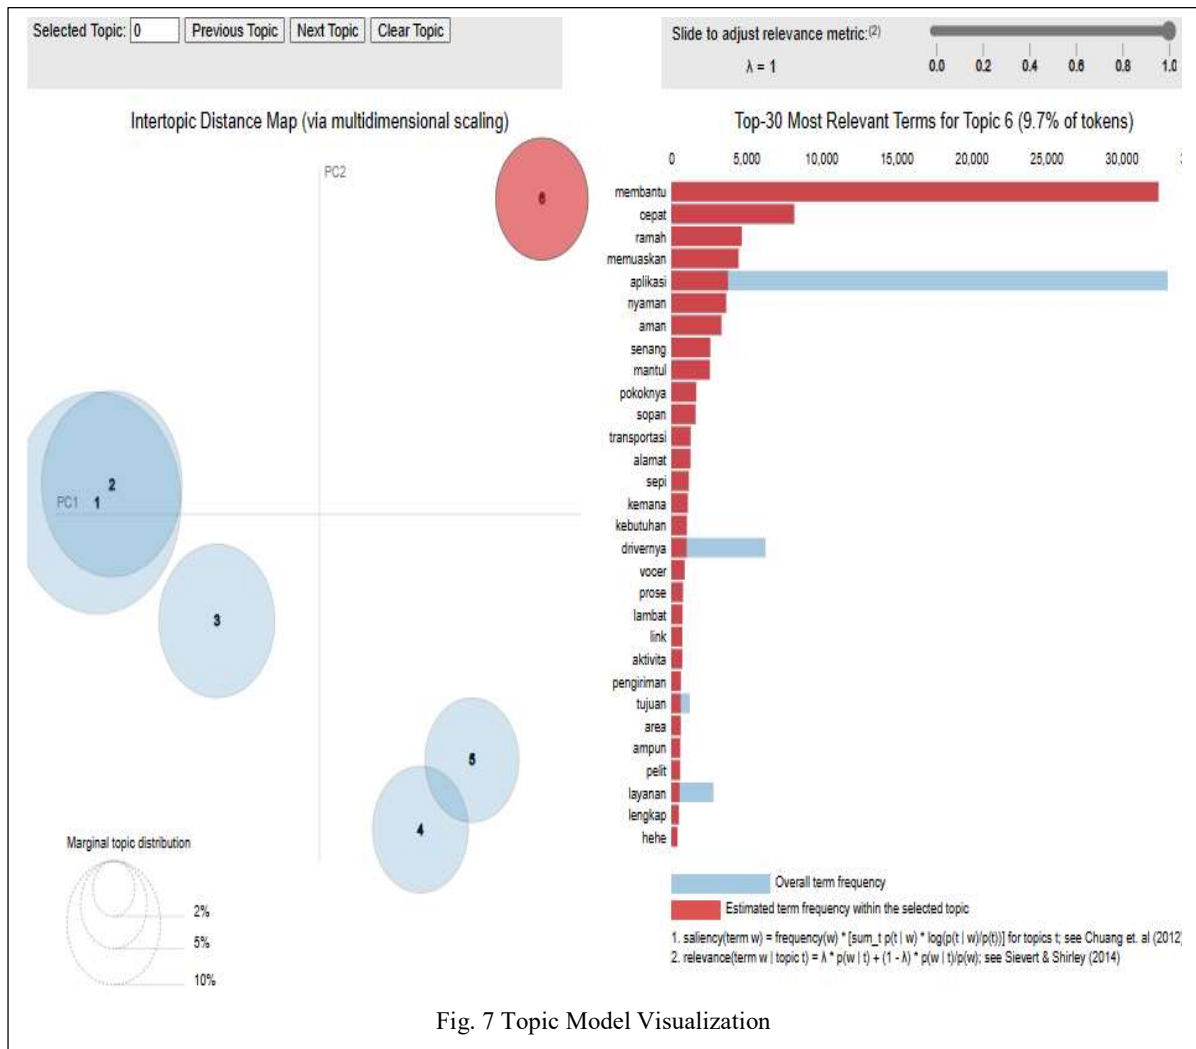 Selected Topic: 0 Previous Topic Next Topic Clear Topic
Slide to adjust relevance metric:(2)
λ = 1
0.0 0.2 0.4 0.6 0.8 1.0
Intertopic Distance Map (via multidimensional scaling)
PC2
PC1
1
2
3
4
5
6
Marginal topic distribution
2%
5%
10%
Top-30 Most Relevant Terms for Topic 6 (9.7% of tokens)
0 5,000 10,000 15,000 20,000 25,000 30,000
membantu
cepat
ramah
memuaskan
aplikasi
nyaman
aman
senang
mantul
pokoknya
sopan
transportasi
alamat
sepi
kemana
kebutuhan
drivernya
vocer
prose
lambat
link
aktivita
pengiriman
tujuan
area
ampun
pelit
layanan
lengkap
hehe
Overall term frequency
Estimated term frequency within the selected topic
1. saliency(term w) = frequency(w) * [sum_t p(t | w) * log(p(t | w)/p(t))] for topics t; see Chuang et. al (2012)
2. relevance(term w | topic t) = λ * p(w | t) + (1 - λ) * p(w | t)/p(w); see Sievert & Shirley (2014)
Fig. 7 Topic Model Visualization